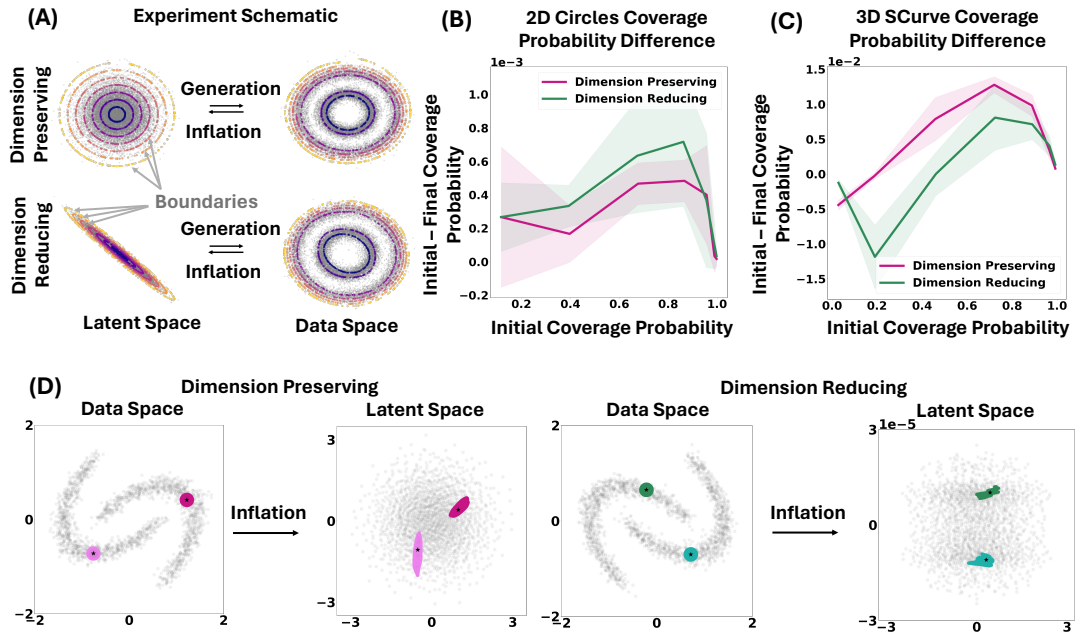 (A)
Experiment Schematic
Dimension
Preserving
Generation
Inflation
Boundaries
Dimension
Reducing
Generation
Inflation
Latent Space
Data Space
(B)
2D Circles Coverage
Probability Difference
1e−3
Dimension Preserving
Dimension Reducing
1.0
0.8
0.6
0.4
0.2
0.0
−0.2
0.2
0.4
0.6
0.8
1.0
Initial – Final Coverage
Probability
Initial Coverage Probability
(C)
3D SCurve Coverage
Probability Difference
1e−2
1.5
1.0
0.5
0.0
−0.5
−1.0
−1.5
Dimension Preserving
Dimension Reducing
0.0
0.2
0.4
0.6
0.8
1.0
Initial – Final Coverage
Probability
Initial Coverage Probability
(D)
Dimension Preserving
Data Space
2
0
−2
−2
0
2
Inflation
Latent Space
3
0
−3
−3
0
3
Dimension Reducing
Data Space
2
0
−2
−2
0
2
Inflation
Latent Space
1e−5
3
0
−3
−3
0
3